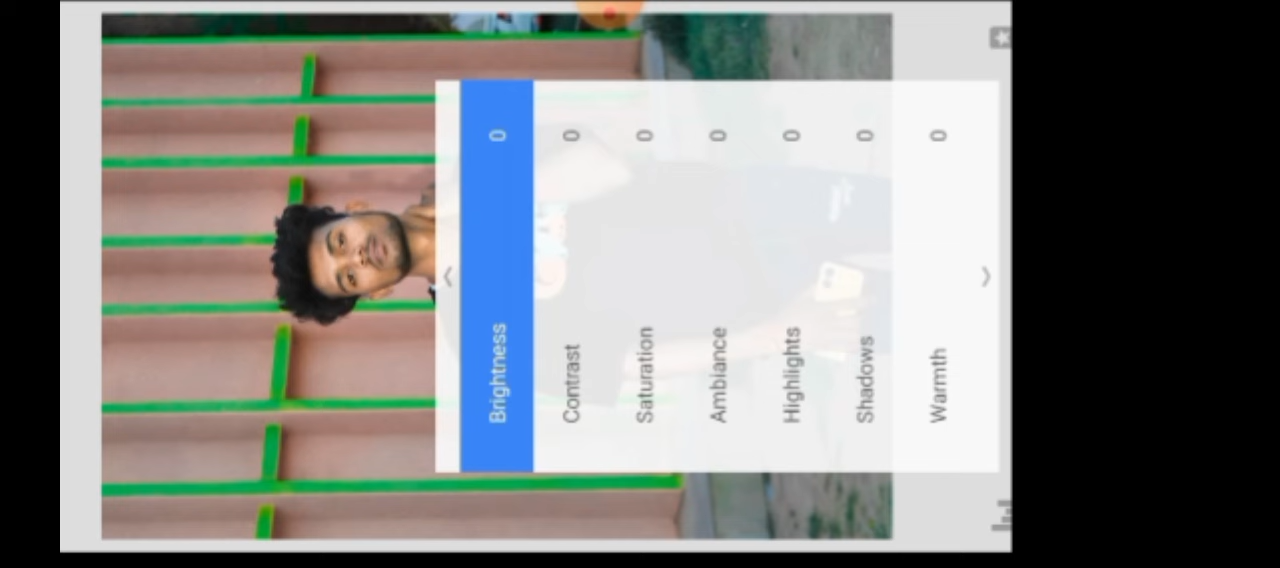 Brightness 0
Contrast 0
Saturation 0
Ambiance 0
Highlights 0
Shadows 0
Warmth 0